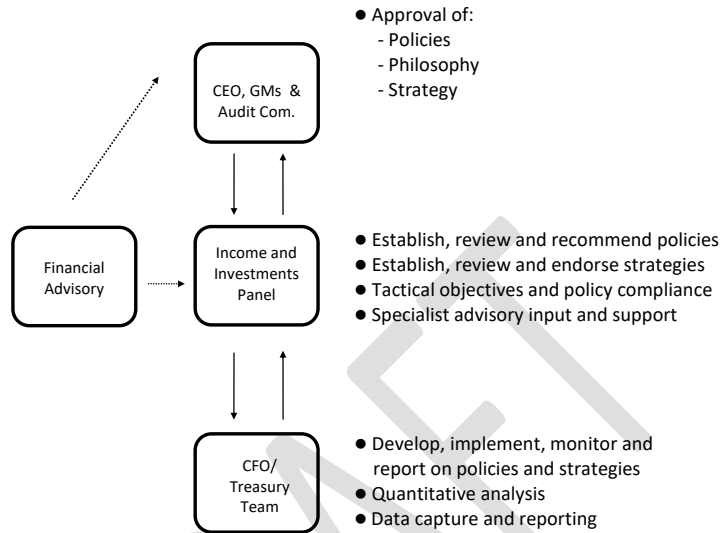 ● Approval of:
- Policies
- Philosophy
- Strategy
CEO, GMs &
Audit Com.
Financial
Advisory
Income and
Investments
Panel
● Establish, review and recommend policies
● Establish, review and endorse strategies
● Tactical objectives and policy compliance
● Specialist advisory input and support
CFO/
Treasury
Team
● Develop, implement, monitor and
report on policies and strategies
● Quantitative analysis
● Data capture and reporting